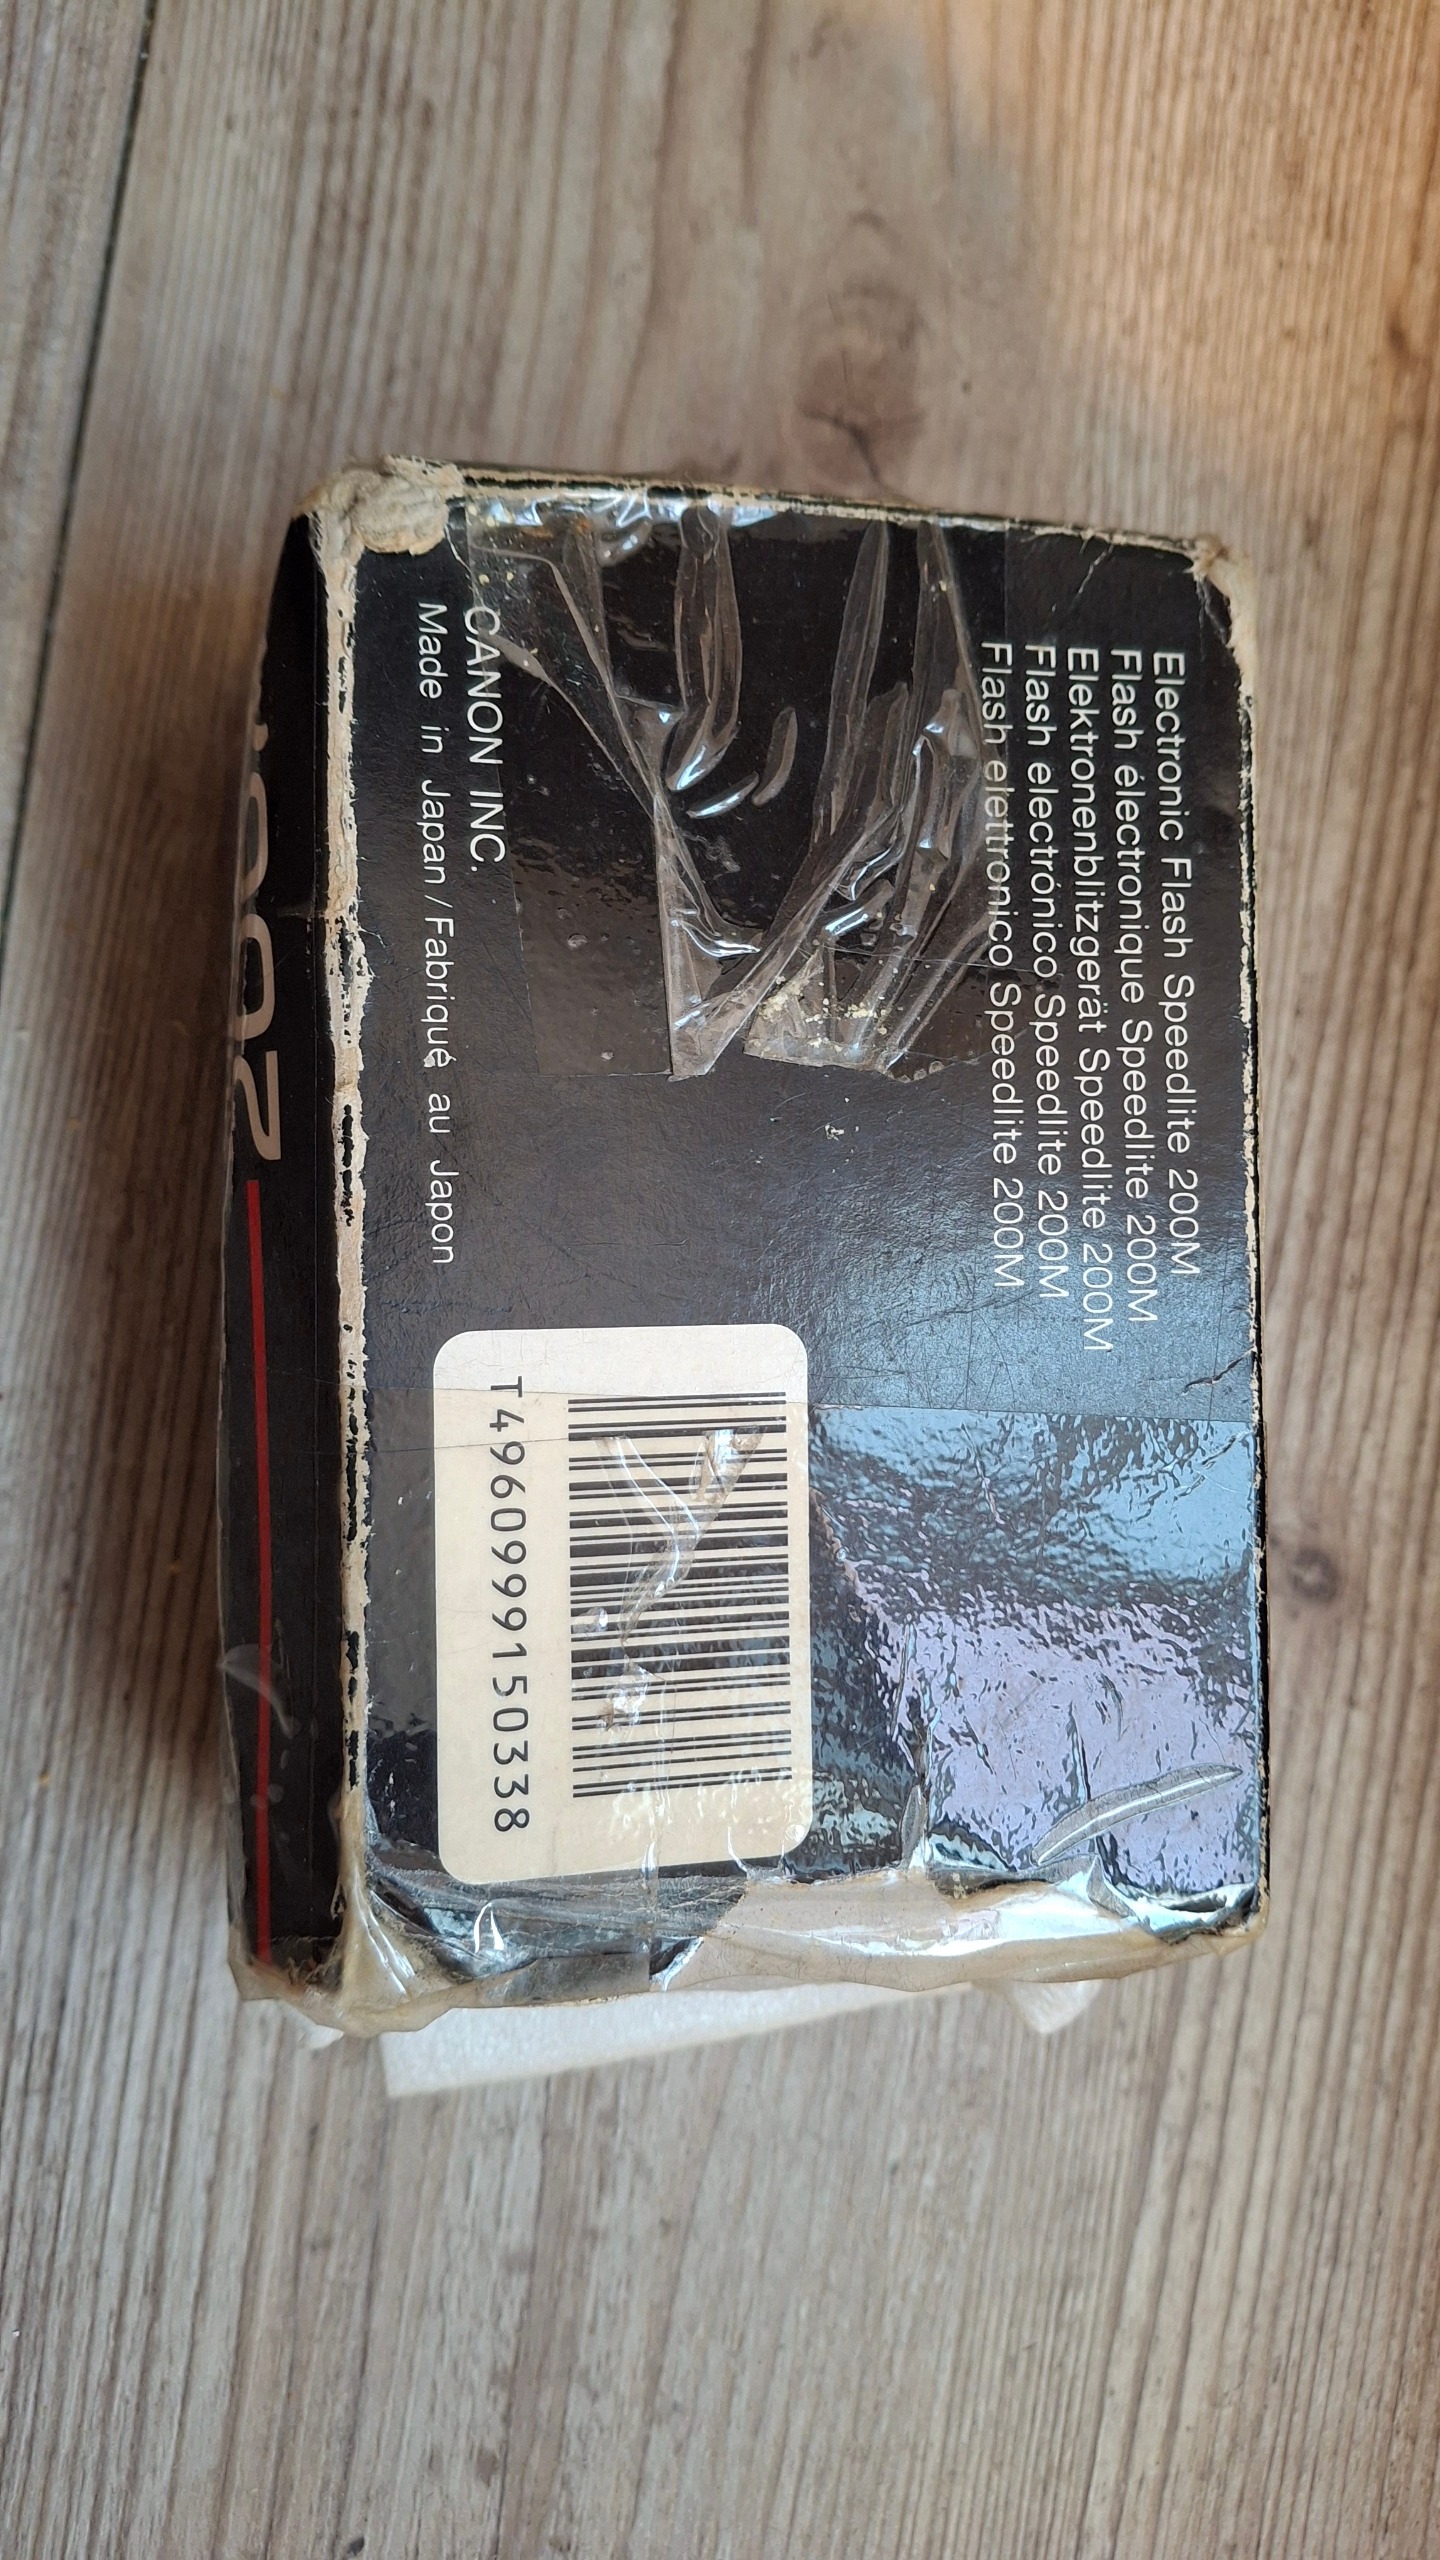 Electronic Flash Speedlite 200M
Flash électronique Speedlite 200M
Elektronenblitzgerät Speedlite 200M
Flash electrónico Speedlite 200M
Flash elettronico Speedlite 200M
CANON INC.
Made in Japan / Fabriqué au Japon
T4960999150338
200